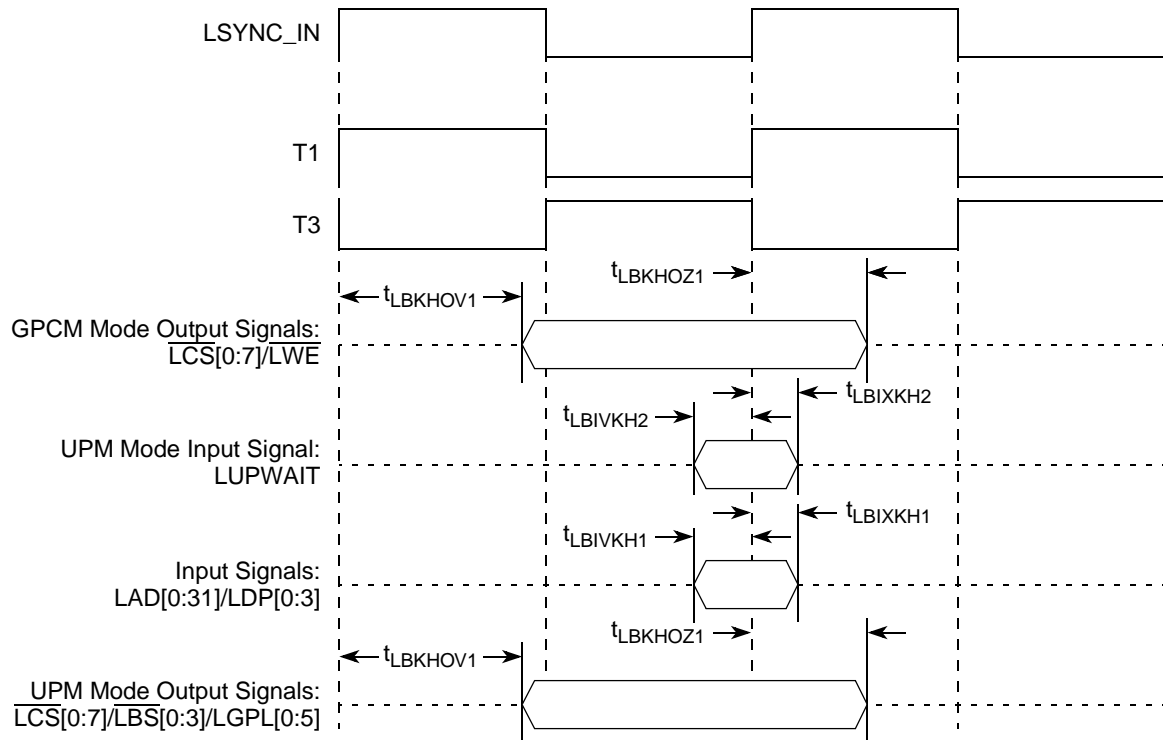 LSYNC_IN
T1
T3
tLBKHOZ1
tLBKHOV1
GPCM Mode Output Signals:
LCS[0:7]/LWE
tLBIXKH2
tLBIVKH2
UPM Mode Input Signal:
LUPWAIT
tLBIXKH1
tLBIVKH1
Input Signals:
LAD[0:31]/LDP[0:3]
tLBKHOZ1
tLBKHOV1
UPM Mode Output Signals:
LCS[0:7]/LBS[0:3]/LGPL[0:5]